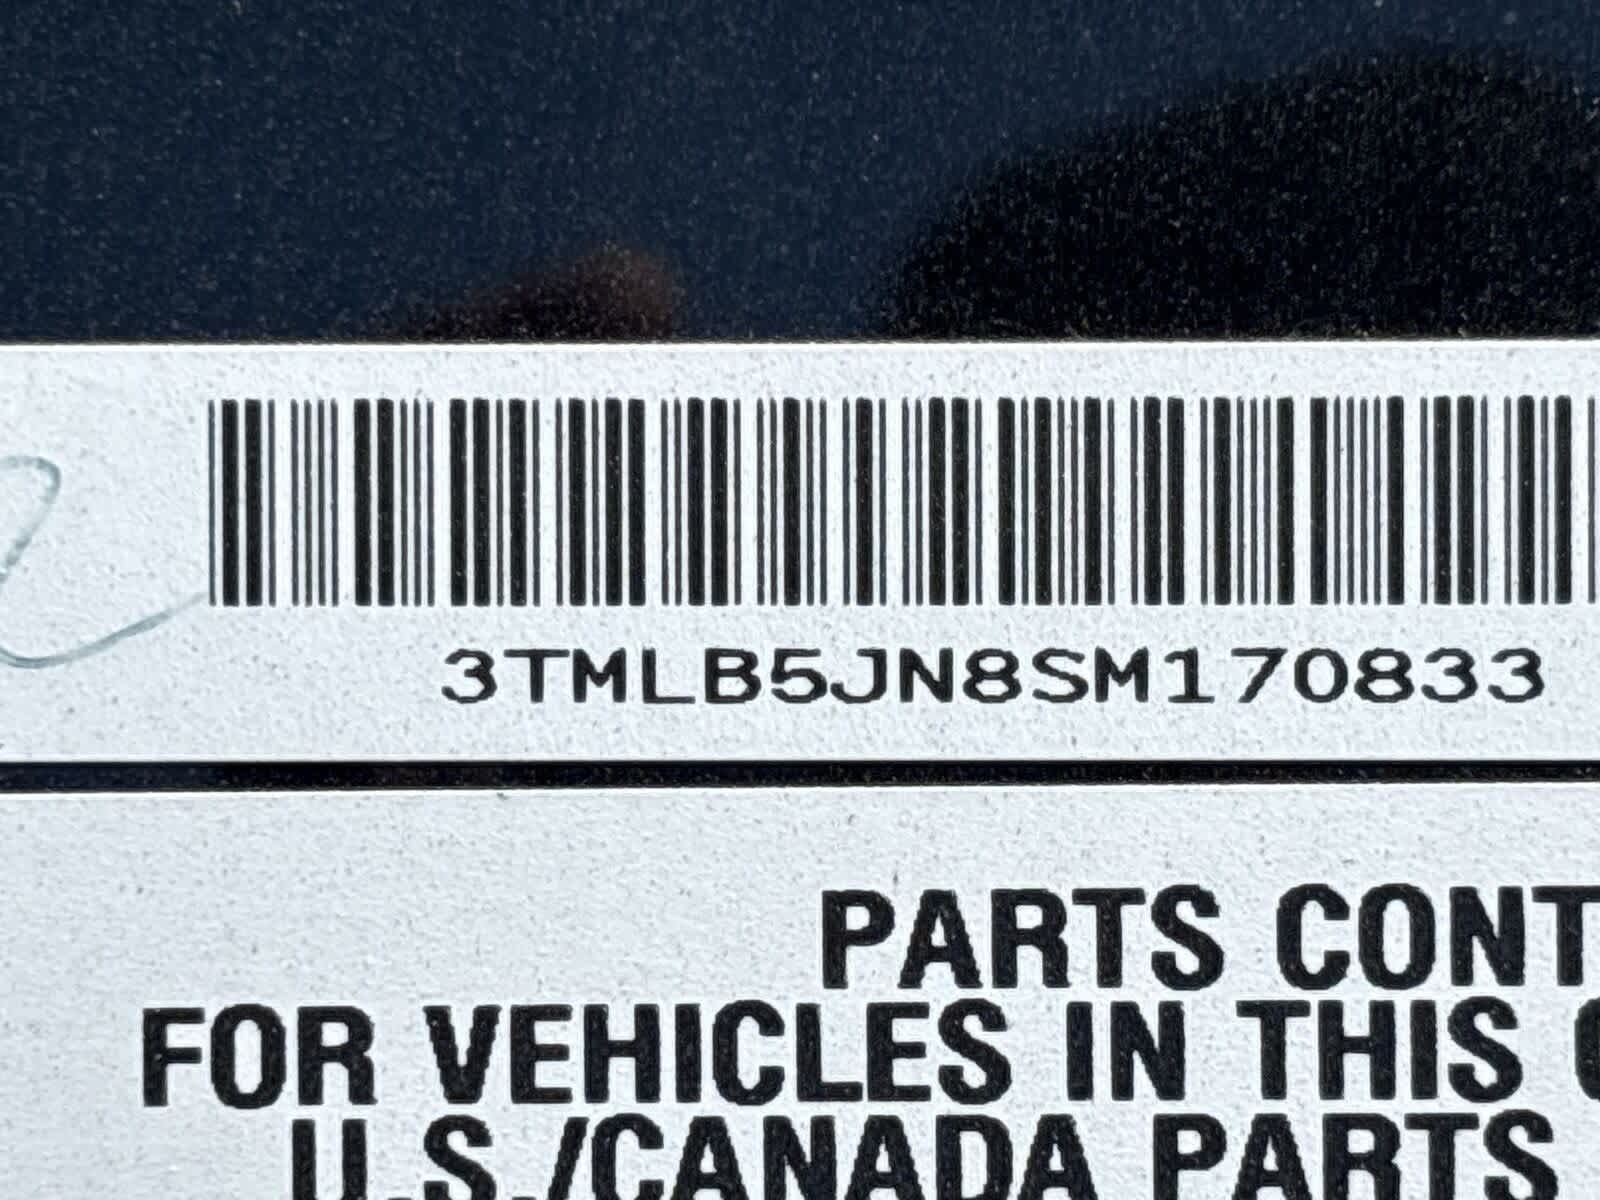 3TMLB5JN8SM170833
PARTS CONT
FOR VEHICLES IN THIS
U.S./CANADA PARTS